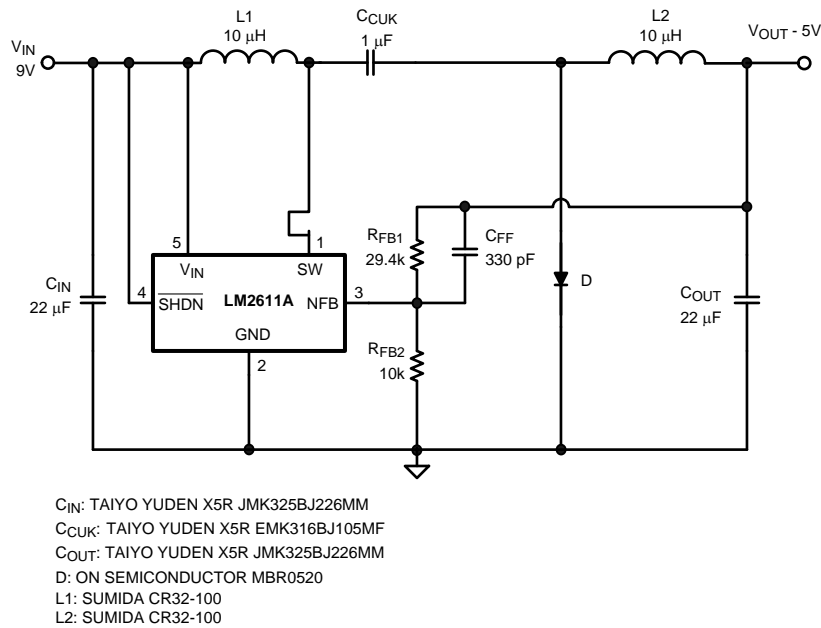 L1
10 μH
CCUK
1 μF
L2
10 μH
VIN
9V
VOUT - 5V
5
1
VIN
SW
RFB1
29.4k
CFF
330 pF
D
CIN
22 μF
4
SHDN
LM2611A
NFB
3
COUT
22 μF
GND
2
RFB2
10k
CIN: TAIYO YUDEN X5R JMK325BJ226MM
CCUK: TAIYO YUDEN X5R EMK316BJ105MF
COUT: TAIYO YUDEN X5R JMK325BJ226MM
D: ON SEMICONDUCTOR MBR0520
L1: SUMIDA CR32-100
L2: SUMIDA CR32-100